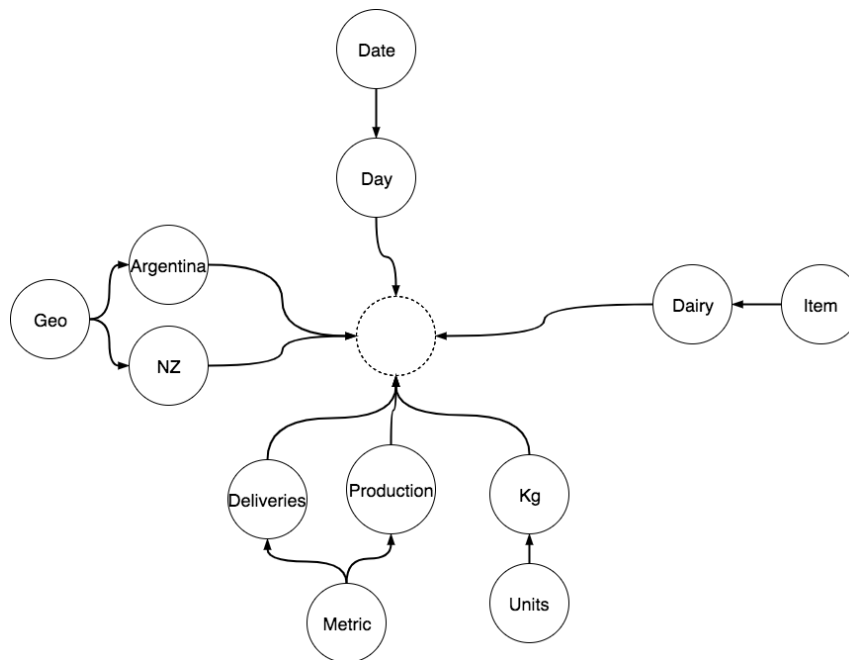 Date
Day
Argentina
Geo
NZ
Dairy
Item
Deliveries
Production
Kg
Metric
Units